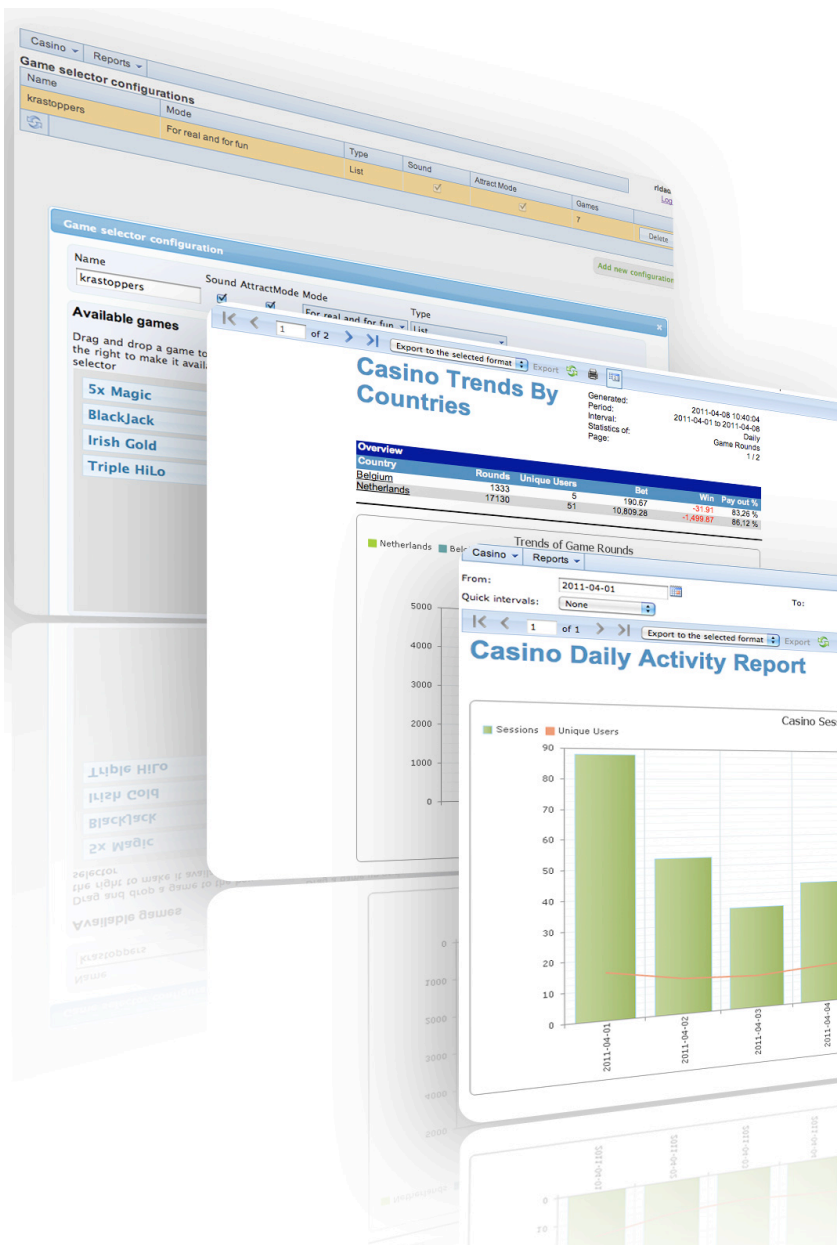 Casino Reports
Game selector configurations
Name Mode Type Sound Attract Mode Games
krastoppers For real and for fun List 7 Delete
Add new configuration
Game selector configuration x
Name Sound AttractMode Mode Type
krastoppers For real and for fun List
Available games
Drag and drop a game to
the right to make it avail
selector
5x Magic
BlackJack
Irish Gold
Triple HiLo
1 of 2 Export to the selected format Export
Casino Trends By
Countries
Generated: 2011-04-08 10:40:04
Period: 2011-04-01 to 2011-04-08
Interval: Daily
Statistics of: Game Rounds
Page: 1 / 2
Overview
Country Rounds Unique Users Bet Win Pay out %
Belgium 1333 5 190.67 -31.91 83,26 %
Netherlands 17130 51 10,809.28 -1,499.87 86,12 %
Trends of Game Rounds
Netherlands Bel
5000
4000
3000
2000
1000
0
Casino Reports
From: 2011-04-01 To:
Quick intervals: None
1 of 1 Export to the selected format Export
Casino Daily Activity Report
Casino Ses
Sessions Unique Users
90
80
70
60
50
40
30
20
10
0
2011-04-01 2011-04-02 2011-04-03 2011-04-04